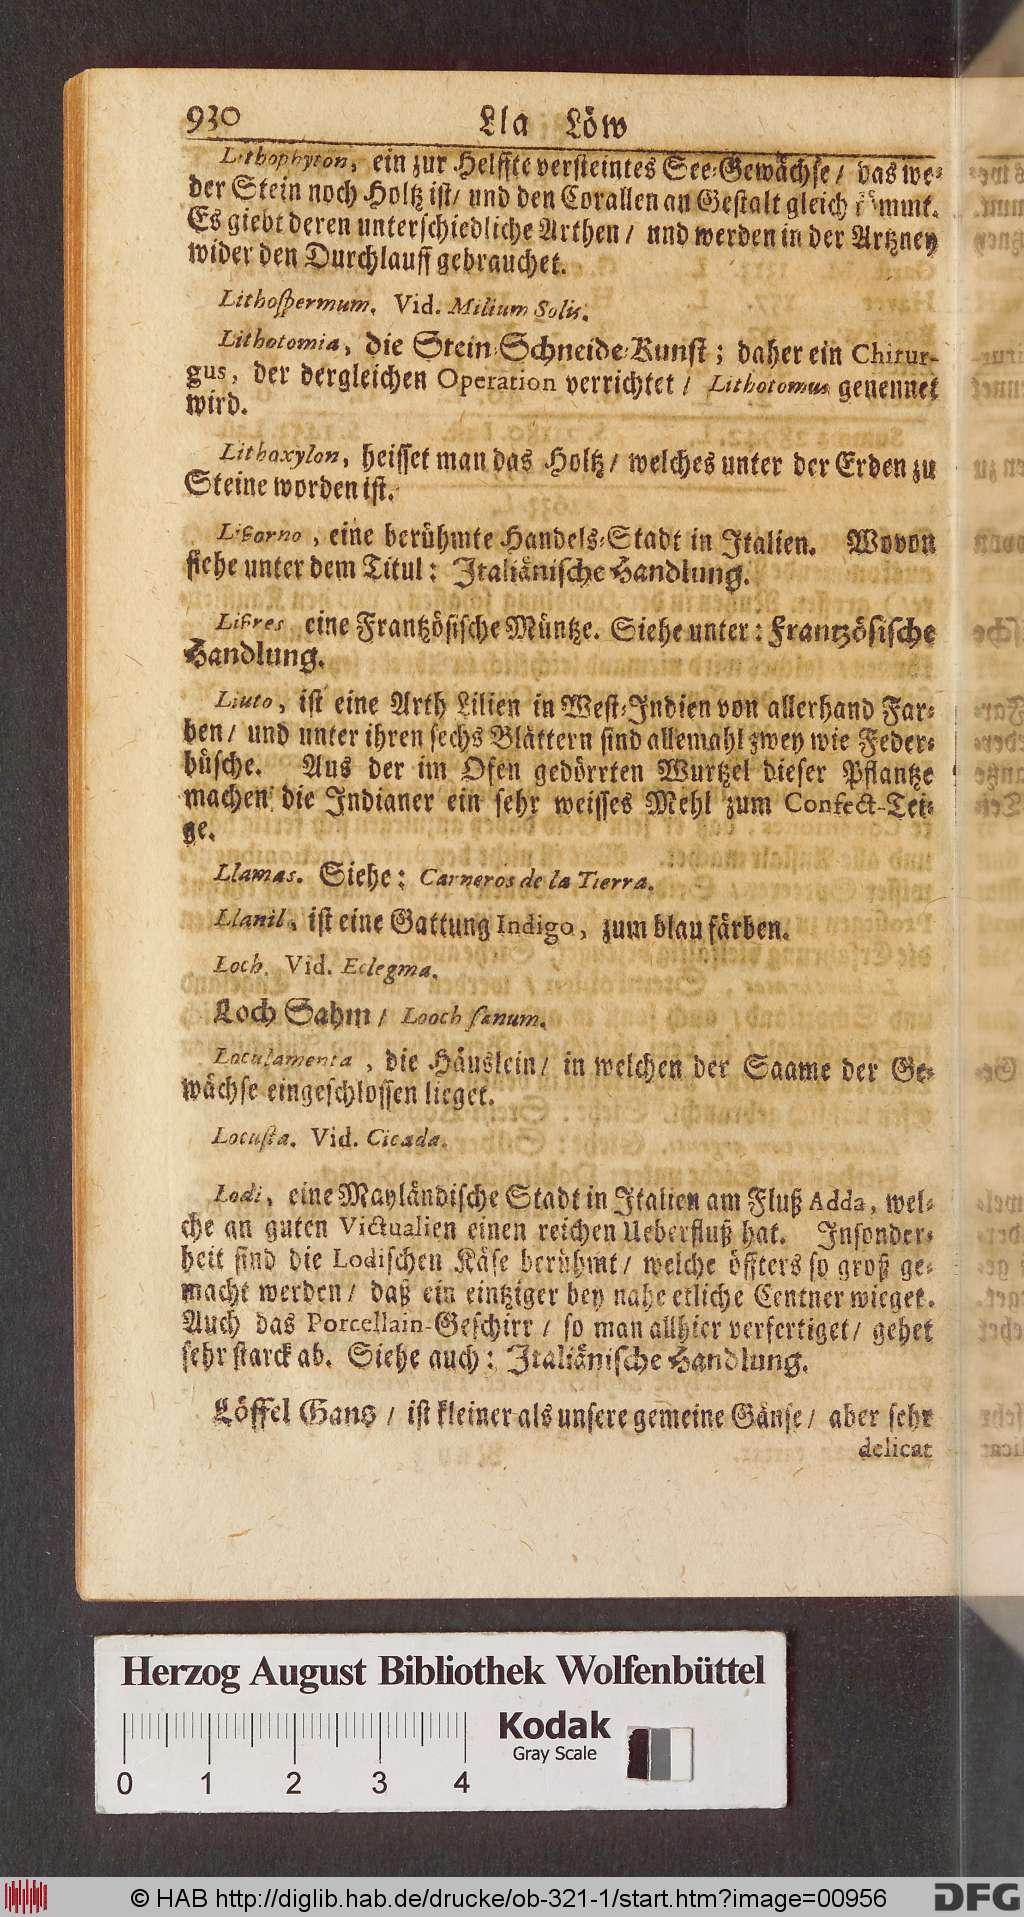 930 Lla Löw
Lithophyton, ein zur Helffte versteintes See-Gewächse / das we-
der Stein noch Holtz ist / und den Corallen an Gestalt gleich kömmt.
Es giebt deren unterschiedliche Arthen / und werden in der Artzney
wider den Durchlauff gebrauchet.
Lithospermum. Vid. Milium Solis.
Lithotomia, die Stein-Schneide-Kunst; daher ein Chirur-
gus, der dergleichen Operation verrichtet / Lithotomus genennet
wird.
Lithoxylon, heisset man das Holtz / welches unter der Erden zu
Steine worden ist.
Livorno, eine berühmte Handels-Stadt in Italien. Wovon
siehe unter dem Titul: Italiänische Handlung.
Livres eine Frantzösische Müntze. Siehe unter: Frantzösische
Handlung.
Liuto, ist eine Arth Lilien in West-Indien von allerhand Far-
ben / und unter ihren sechs Blättern sind allemahl zwey wie Feder-
büsche. Aus der im Ofen gedörrten Wurtzel dieser Pflantze
machen die Indianer ein sehr weisses Mehl zum Confect-Tei-
ge.
Llamas. Siehe: Carneros de la Tierra.
Llanil, ist eine Gattung Indigo, zum blau färben.
Loch. Vid. Eclegma.
Loch Sahm / Looch sanum.
Loculamenta, die Häuslein / in welchen der Saame der Ge-
wächse eingeschlossen lieget.
Locusta. Vid. Cicada.
Lodi, eine Mayländische Stadt in Italien am Fluß Adda, wel-
che an guten Victualien einen reichen Ueberfluß hat. Insonder-
heit sind die Lodischen Käse berühmt / welche öffters so groß ge-
macht werden / daß ein eintziger bey nahe etliche Centner wieget.
Auch das Porcellain-Geschirr / so man allhier verfertiget / gehet
sehr starck ab. Siehe auch: Italiänische Handlung.
Löffel Gans / ist kleiner als unsere gemeine Gänse / aber sehr
delicat
Herzog August Bibliothek Wolfenbüttel
Kodak
Gray Scale
0 1 2 3 4
© HAB http://diglib.hab.de/drucke/ob-321-1/start.htm?image=00956
DFG